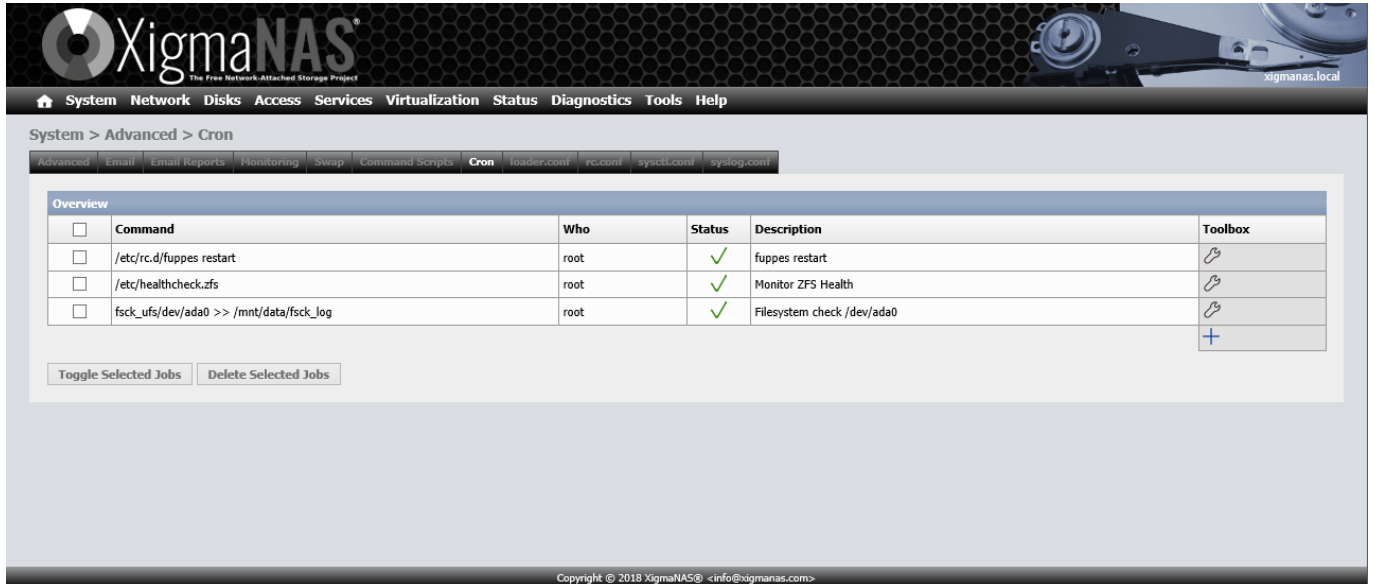 XigmaNAS®
The Free Network-Attached Storage Project
xigmanas.local
System Network Disks Access Services Virtualization Status Diagnostics Tools Help
System > Advanced > Cron
Advanced Email Email Reports Monitoring Swap Command Scripts Cron loader.conf rc.conf sysctl.conf syslog.conf
Overview
Command Who Status Description Toolbox
/etc/rc.d/fuppes restart root fuppes restart
/etc/healthcheck.zfs root Monitor ZFS Health
fsck_ufs/dev/ada0 >> /mnt/data/fsck_log root Filesystem check /dev/ada0
Toggle Selected Jobs Delete Selected Jobs
Copyright © 2018 XigmaNAS® <info@xigmanas.com>